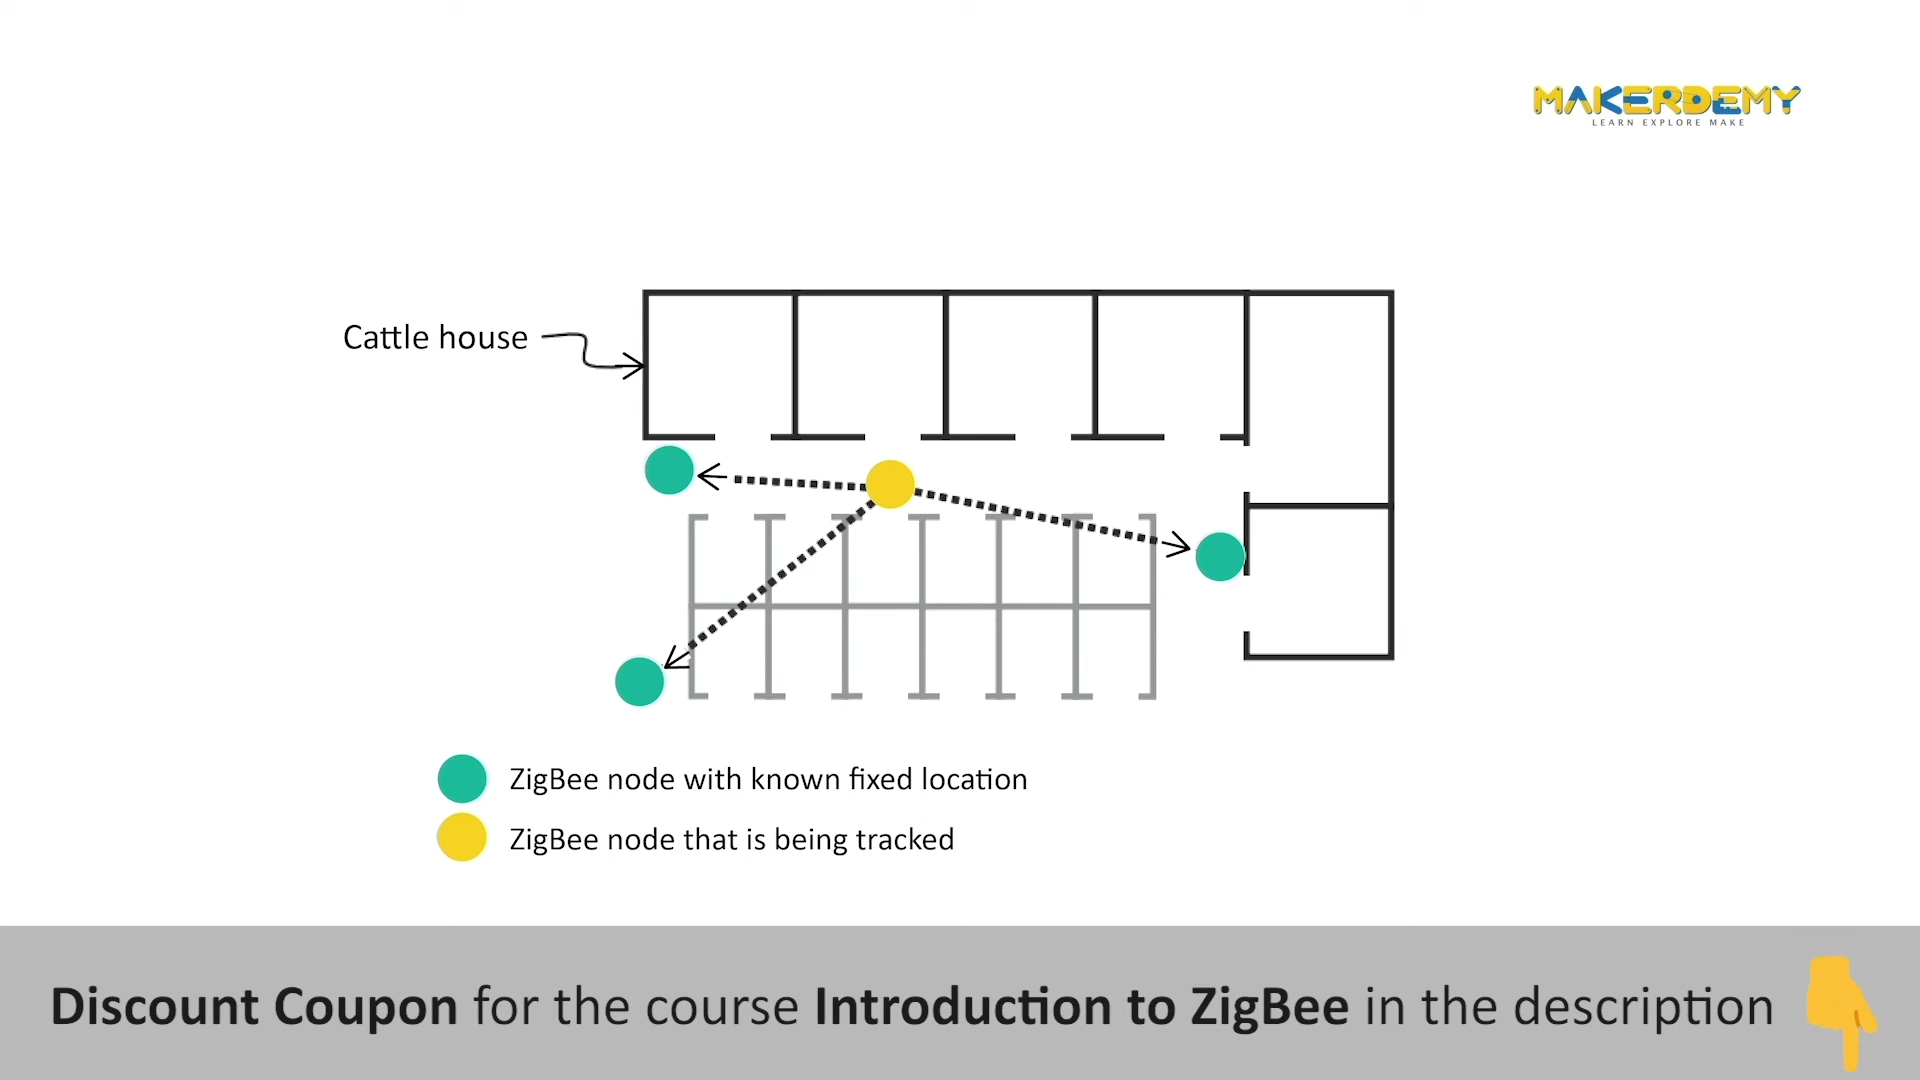 MAKERDEMY
LEARN EXPLORE MAKE
Cattle house
ZigBee node with known fixed location
ZigBee node that is being tracked
Discount Coupon for the course Introduction to ZigBee in the description